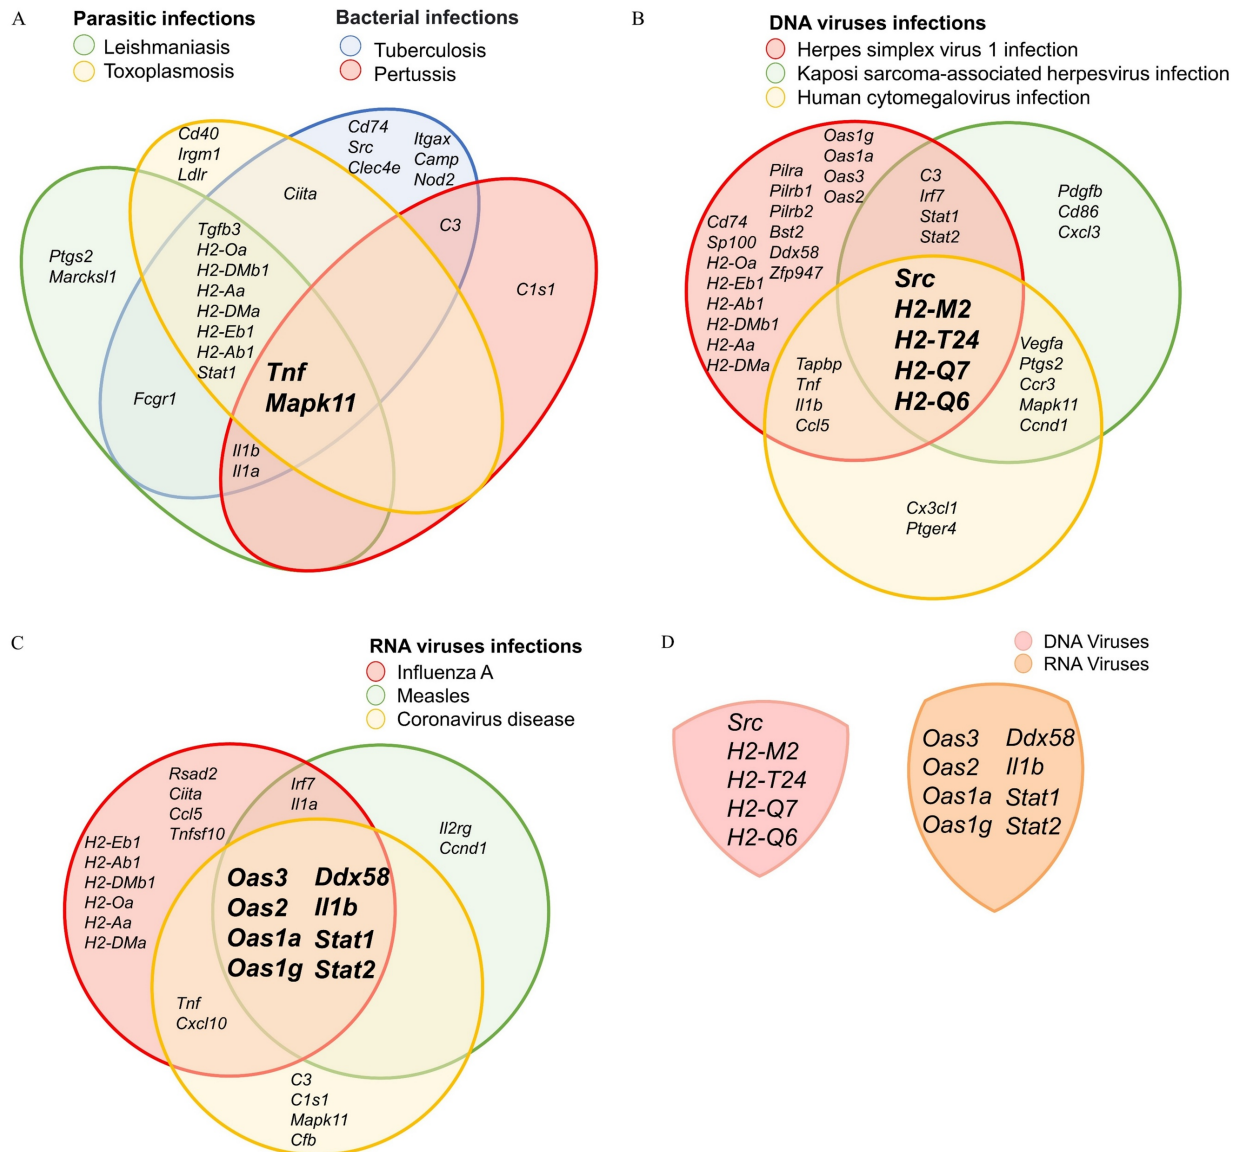 A
Parasitic infections
Leishmaniasis
Toxoplasmosis
Bacterial infections
Tuberculosis
Pertussis
Cd40
Irgm1
Ldlr
Cd74
Src
Clec4e
Itgax
Camp
Nod2
Ciita
C3
Ptgs2
Marcksl1
Tgfb3
H2-Oa
H2-DMb1
H2-Aa
H2-DMa
H2-Eb1
H2-Ab1
Stat1
C1s1
Fcgr1
Tnf
Mapk11
Il1b
Il1a
B
DNA viruses infections
Herpes simplex virus 1 infection
Kaposi sarcoma-associated herpesvirus infection
Human cytomegalovirus infection
Oas1g
Oas1a
Oas3
Oas2
Pilra
Pilrb1
Pilrb2
Bst2
Ddx58
Zfp947
Cd74
Sp100
H2-Oa
H2-Eb1
H2-Ab1
H2-DMb1
H2-Aa
H2-DMa
C3
Irf7
Stat1
Stat2
Pdgfb
Cd86
Cxcl3
Src
H2-M2
H2-T24
H2-Q7
H2-Q6
Tapbp
Tnf
Il1b
Ccl5
Vegfa
Ptgs2
Ccr3
Mapk11
Ccnd1
Cx3cl1
Ptger4
C
RNA viruses infections
Influenza A
Measles
Coronavirus disease
Rsad2
Ciita
Ccl5
Tnfsf10
H2-Eb1
H2-Ab1
H2-DMb1
H2-Oa
H2-Aa
H2-DMa
Irf7
Il1a
Il2rg
Ccnd1
Oas3 Ddx58
Oas2 Il1b
Oas1a Stat1
Oas1g Stat2
Tnf
Cxcl10
C3
C1s1
Mapk11
Cfb
D
DNA Viruses
RNA Viruses
Src
H2-M2
H2-T24
H2-Q7
H2-Q6
Oas3 Ddx58
Oas2 Il1b
Oas1a Stat1
Oas1g Stat2